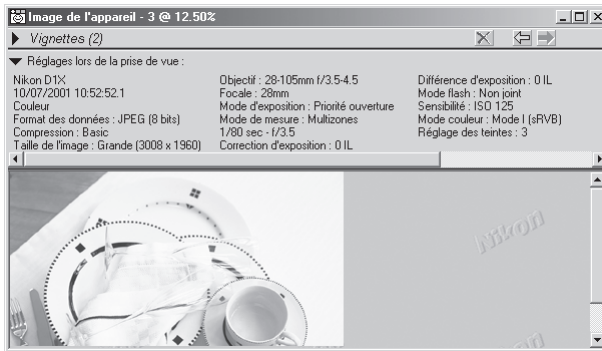 Image de l'appareil - 3 @ 12.50%
Vignettes (2)
Réglages lors de la prise de vue :
Nikon D1X
10/07/2001 10:52:52.1
Couleur
Format des données : JPEG (8 bits)
Compression : Basic
Taille de l'image : Grande (3008 x 1960)
Objectif : 28-105mm f/3.5-4.5
Focale : 28mm
Mode d'exposition : Priorité ouverture
Mode de mesure : Multizones
1/80 sec - f/3.5
Correction d'exposition : 0 IL
Différence d'exposition : 0 IL
Mode flash : Non joint
Sensibilité : ISO 125
Mode couleur : Mode I (sRVB)
Réglage des teintes : 3
Nikon
Nikon